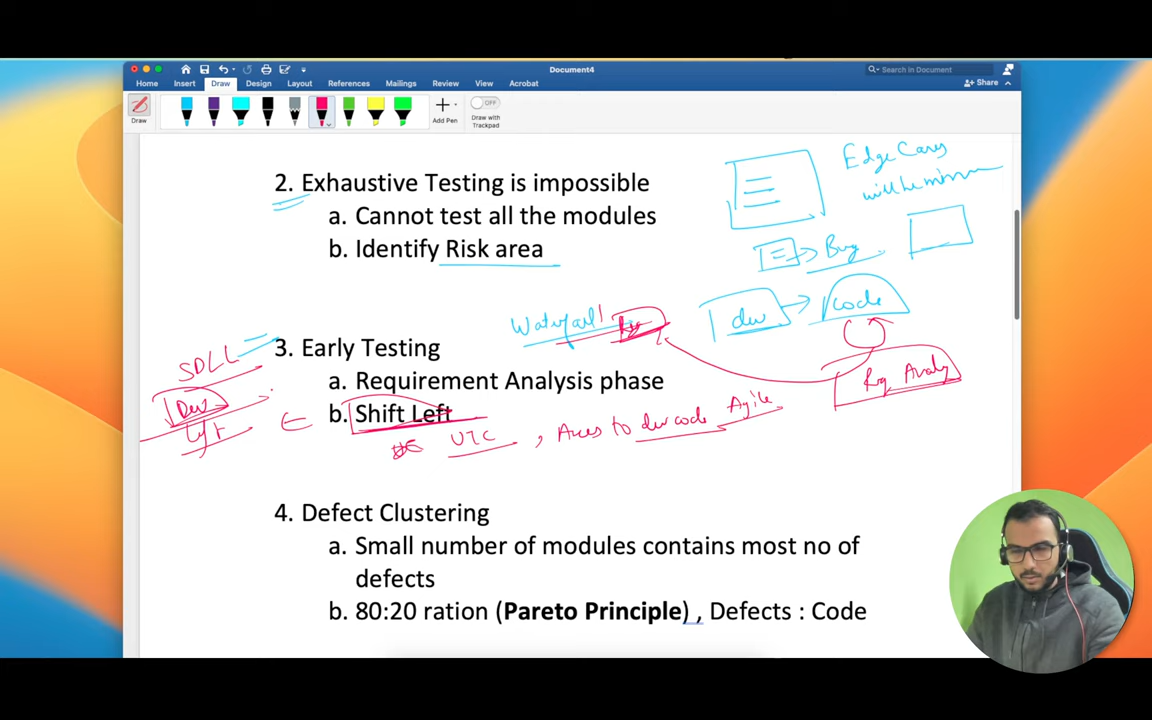 Document4
Search in Document
Home Insert Draw Design Layout References Mailings Review View Acrobat
Share
Draw
Add Pen
OFF
Draw with
Trackpad
Edge Cases
will be
2. Exhaustive Testing is impossible
a. Cannot test all the modules
b. Identify Risk area
Bug
Waterfall
dev
code
3. Early Testing
SDLC
a. Requirement Analysis phase
Req Analy
Dev
b. Shift Left
Left
UTC , Access to dev code Agile
4. Defect Clustering
a. Small number of modules contains most no of
defects
b. 80:20 ration (Pareto Principle) , Defects : Code